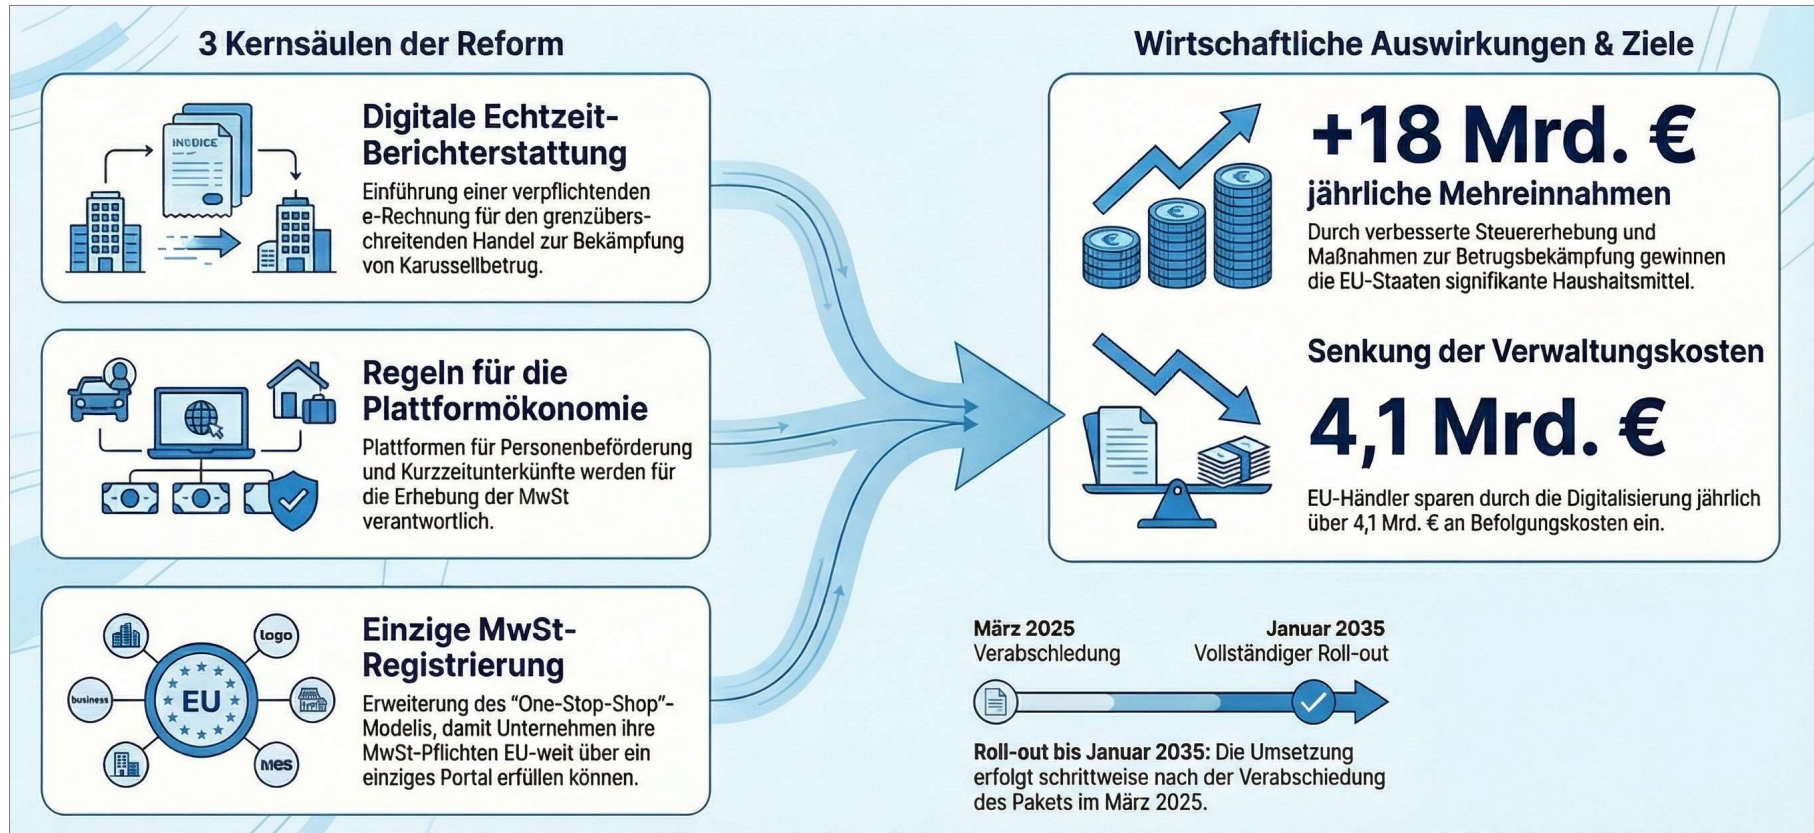 3 Kernsäulen der Reform
INVOICE
Digitale Echtzeit-
Berichterstattung
Einführung einer verpflichtenden
e-Rechnung für den grenzübers-
chreitenden Handel zur Bekämpfung
von Karussellbetrug.
Regeln für die
Plattformökonomie
Plattformen für Personenbeförderung
und Kurzzeitunterkünfte werden für
die Erhebung der MwSt
verantwortlich.
logo
business
EU
mes
Einzige MwSt-
Registrierung
Erweiterung des "One-Stop-Shop"-
Modelis, damit Unternehmen ihre
MwSt-Pflichten EU-weit über ein
einziges Portal erfüllen können.
Wirtschaftliche Auswirkungen & Ziele
+18 Mrd. €
jährliche Mehreinnahmen
Durch verbesserte Steuererhebung und
Maßnahmen zur Betrugsbekämpfung gewinnen
die EU-Staaten signifikante Haushaitsmittel.
€
€
€
Senkung der Verwaltungskosten
4,1 Mrd. €
EU-Händler sparen durch die Digitalisierung jährlich
über 4,1 Mrd. € an Befolgungskosten ein.
März 2025
Verabschiedung
Januar 2035
Vollständiger Roll-out
Roll-out bis Januar 2035: Die Umsetzung
erfolgt schrittweise nach der Verabschiedung
des Pakets im März 2025.